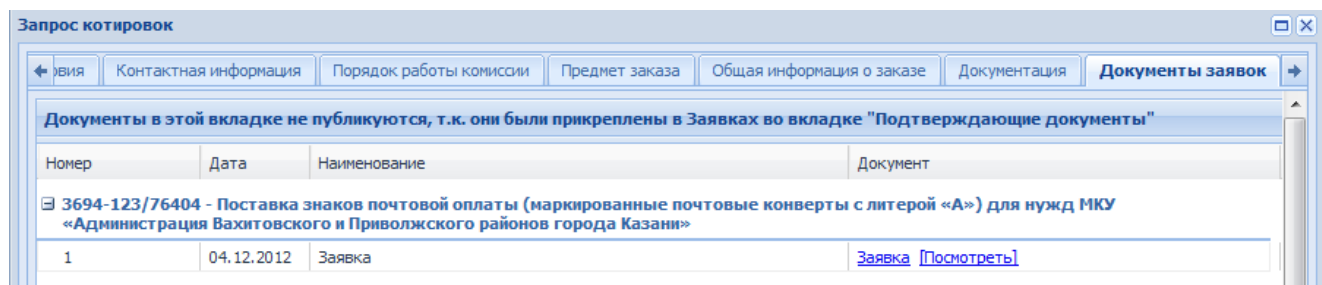 Запрос котировок
овия Контактная информация Порядок работы комиссии Предмет заказа Общая информация о заказе Документация Документы заявок
Документы в этой вкладке не публикуются, т.к. они были прикреплены в Заявках во вкладке "Подтверждающие документы"
Номер Дата Наименование Документ
3694-123/76404 - Поставка знаков почтовой оплаты (маркированные почтовые конверты с литерой «А») для нужд МКУ
«Администрация Вахитовского и Приволжского районов города Казани»
1 04.12.2012 Заявка Заявка [Посмотреть]